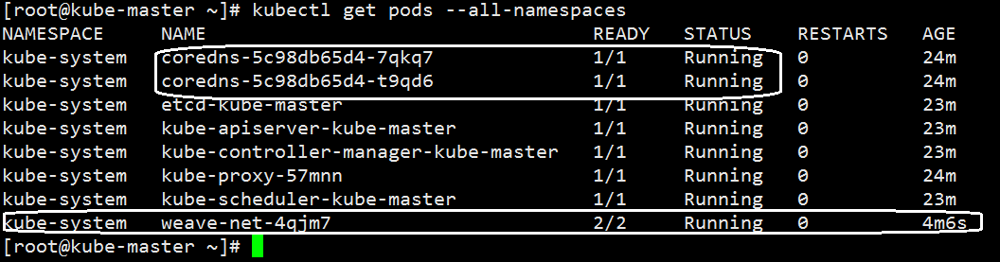 [root@kube-master ~]# kubectl get pods --all-namespaces
NAMESPACE NAME READY STATUS RESTARTS AGE
kube-system coredns-5c98db65d4-7qkq7 1/1 Running 0 24m
kube-system coredns-5c98db65d4-t9qd6 1/1 Running 0 24m
kube-system etcd-kube-master 1/1 Running 0 23m
kube-system kube-apiserver-kube-master 1/1 Running 0 23m
kube-system kube-controller-manager-kube-master 1/1 Running 0 23m
kube-system kube-proxy-57mnn 1/1 Running 0 24m
kube-system kube-scheduler-kube-master 1/1 Running 0 23m
kube-system weave-net-4qjm7 2/2 Running 0 4m6s
[root@kube-master ~]#